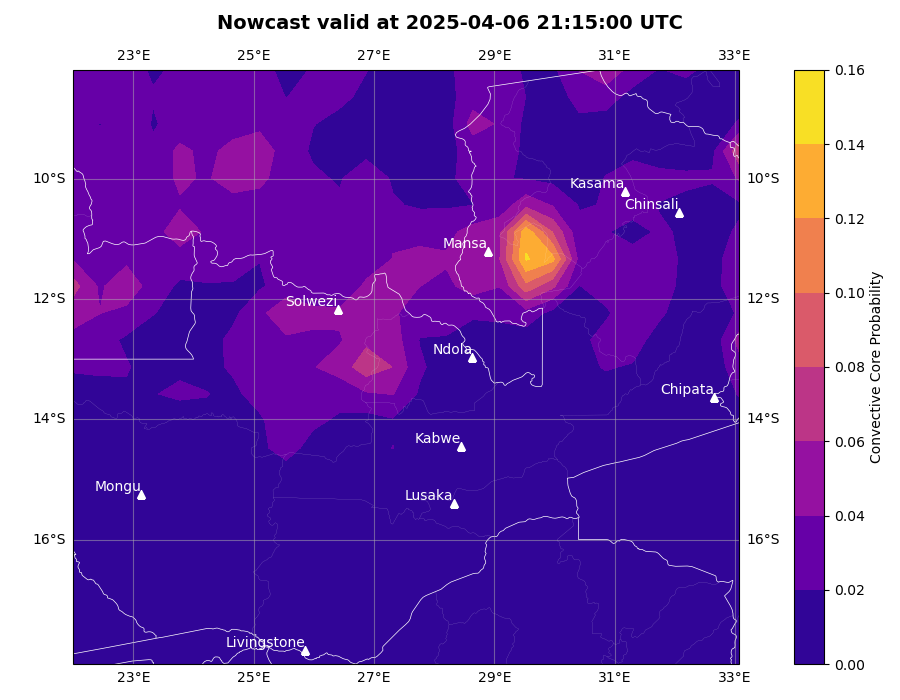 Nowcast valid at 2025-04-06 21:15:00 UTC
23°E 25°E 27°E 29°E 31°E 33°E
0.16
0.14
10°S Kasama 10°S
Chinsali
0.12
Mansa
0.10
12°S Solwezi 12°S
Ndola
0.08
Chipata
14°S 14°S
Kabwe
0.06
Mongu
Lusaka
0.04
16°S 16°S
0.02
Livingstone
0.00
23°E 25°E 27°E 29°E 31°E 33°E
Convective Core Probability